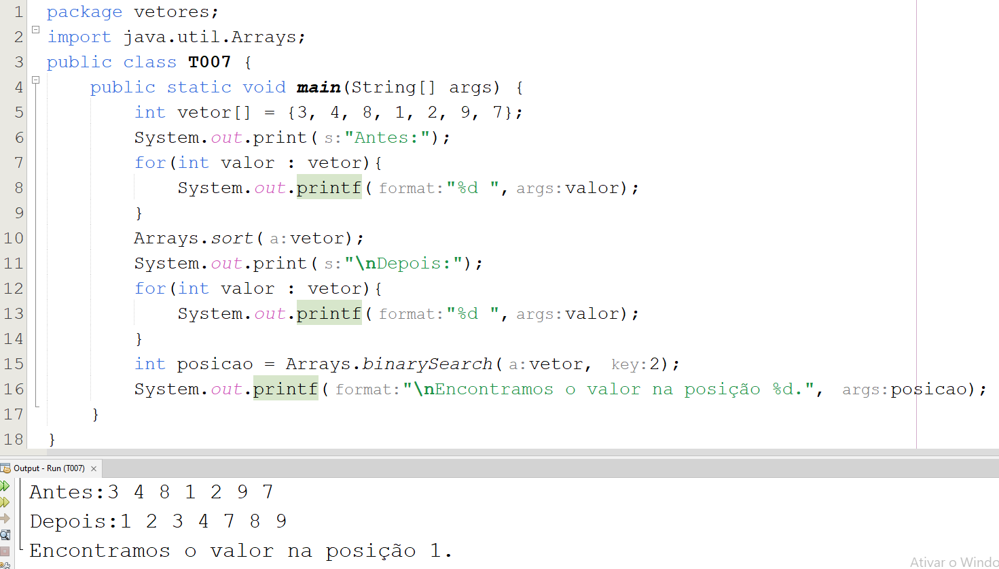 1 package vetores;
2 import java.util.Arrays;
3 public class T007 {
4 public static void main(String[] args) {
5 int vetor[] = {3, 4, 8, 1, 2, 9, 7};
6 System.out.print( s:"Antes:");
7 for(int valor : vetor){
8 System.out.printf( format:"%d ", args:valor);
9 }
10 Arrays.sort( a:vetor);
11 System.out.print( s:"\nDepois:");
12 for(int valor : vetor){
13 System.out.printf( format:"%d ", args:valor);
14 }
15 int posicao = Arrays.binarySearch( a:vetor, key:2);
16 System.out.printf( format:"\nEncontramos o valor na posição %d.", args:posicao);
17 }
18 }
Output - Run (T007) ×
Antes:3 4 8 1 2 9 7
Depois:1 2 3 4 7 8 9
Encontramos o valor na posição 1.
Ativar o Windo